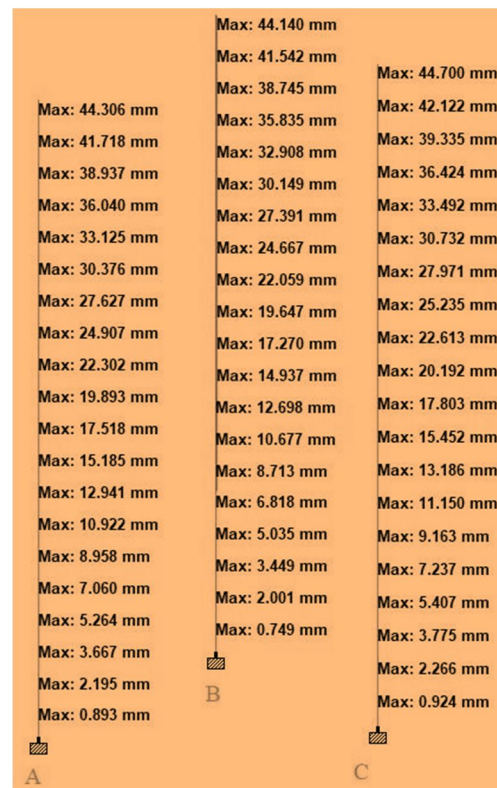 Max: 44.306 mm
Max: 41.718 mm
Max: 38.937 mm
Max: 36.040 mm
Max: 33.125 mm
Max: 30.376 mm
Max: 27.627 mm
Max: 24.907 mm
Max: 22.302 mm
Max: 19.893 mm
Max: 17.518 mm
Max: 15.185 mm
Max: 12.941 mm
Max: 10.922 mm
Max: 8.958 mm
Max: 7.060 mm
Max: 5.264 mm
Max: 3.667 mm
Max: 2.195 mm
Max: 0.893 mm
A
Max: 44.140 mm
Max: 41.542 mm
Max: 38.745 mm
Max: 35.835 mm
Max: 32.908 mm
Max: 30.149 mm
Max: 27.391 mm
Max: 24.667 mm
Max: 22.059 mm
Max: 19.647 mm
Max: 17.270 mm
Max: 14.937 mm
Max: 12.698 mm
Max: 10.677 mm
Max: 8.713 mm
Max: 6.818 mm
Max: 5.035 mm
Max: 3.449 mm
Max: 2.001 mm
Max: 0.749 mm
B
Max: 44.700 mm
Max: 42.122 mm
Max: 39.335 mm
Max: 36.424 mm
Max: 33.492 mm
Max: 30.732 mm
Max: 27.971 mm
Max: 25.235 mm
Max: 22.613 mm
Max: 20.192 mm
Max: 17.803 mm
Max: 15.452 mm
Max: 13.186 mm
Max: 11.150 mm
Max: 9.163 mm
Max: 7.237 mm
Max: 5.407 mm
Max: 3.775 mm
Max: 2.266 mm
Max: 0.924 mm
C